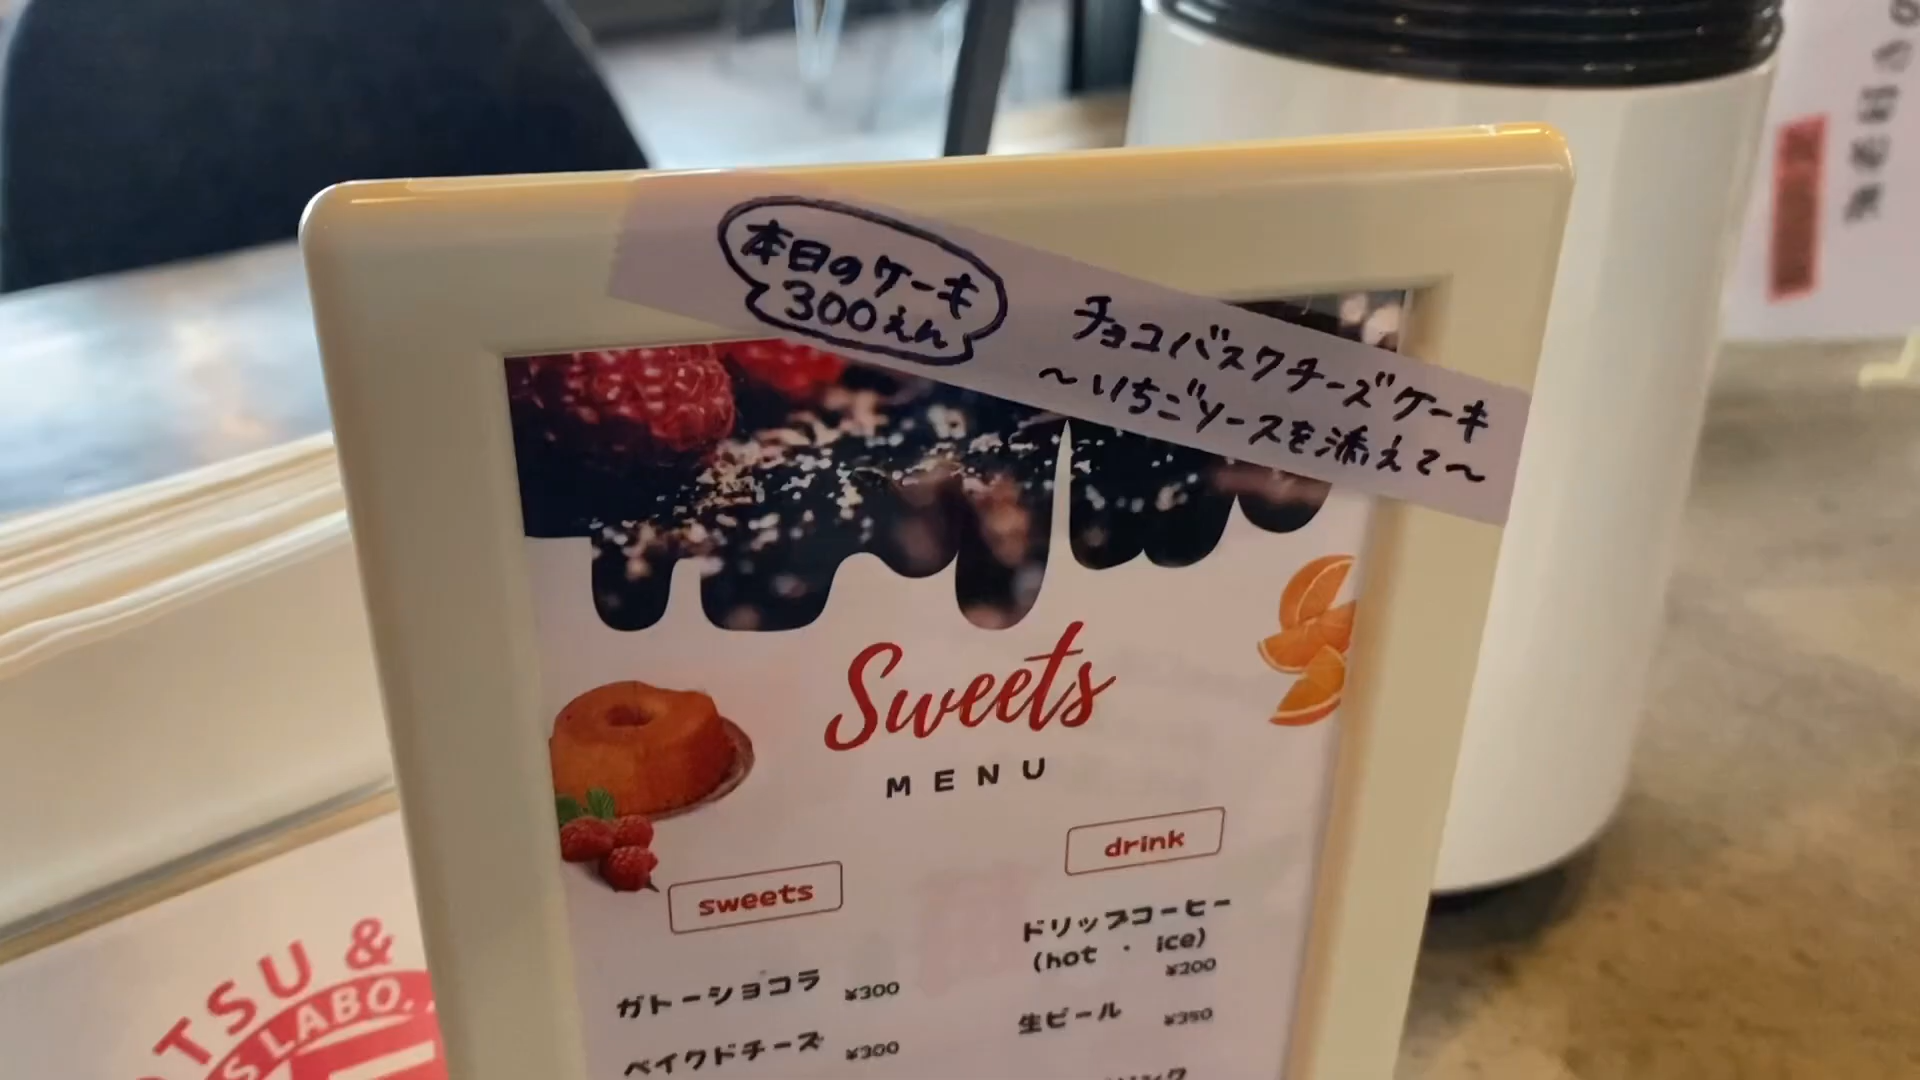 本日のケーキ
300えん
チョコバスクチーズケーキ
～いちごソースを添えて～
Sweets
MENU
sweets
ガトーショコラ ¥300
ベイクドチーズ ¥300
drink
ドリップコーヒー
(hot ・ ice)
¥200
生ビール ¥350
TSU &
S LABO.